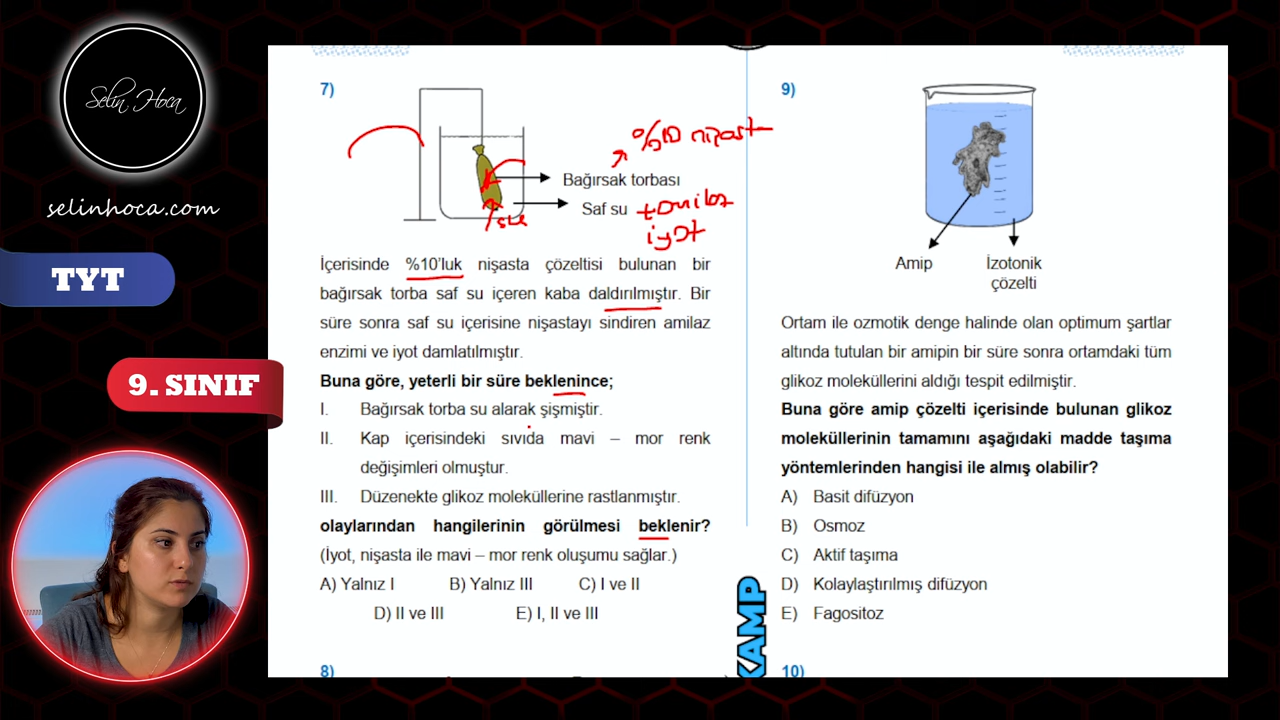 Selin Hoca
selinhoca.com
TYT
9. SINIF
7)
%10 nişasta
Bağırsak torbası
Saf su
su
iyot
İçerisinde %10'luk nişasta çözeltisi bulunan bir
bağırsak torba saf su içeren kaba daldırılmıştır. Bir
süre sonra saf su içerisine nişastayı sindiren amilaz
enzimi ve iyot damlatılmıştır.
Buna göre, yeterli bir süre beklenince;
I. Bağırsak torba su alarak şişmiştir.
II. Kap içerisindeki sıvıda mavi – mor renk
değişimleri olmuştur.
III. Düzenekte glikoz moleküllerine rastlanmıştır.
olaylarından hangilerinin görülmesi beklenir?
(İyot, nişasta ile mavi – mor renk oluşumu sağlar.)
A) Yalnız I B) Yalnız III C) I ve II
D) II ve III E) I, II ve III
8)
KAMP
9)
Amip
İzotonik
çözelti
Ortam ile ozmotik denge halinde olan optimum şartlar
altında tutulan bir amipin bir süre sonra ortamdaki tüm
glikoz moleküllerini aldığı tespit edilmiştir.
Buna göre amip çözelti içerisinde bulunan glikoz
moleküllerinin tamamını aşağıdaki madde taşıma
yöntemlerinden hangisi ile almış olabilir?
A) Basit difüzyon
B) Osmoz
C) Aktif taşıma
D) Kolaylaştırılmış difüzyon
E) Fagositoz
10)